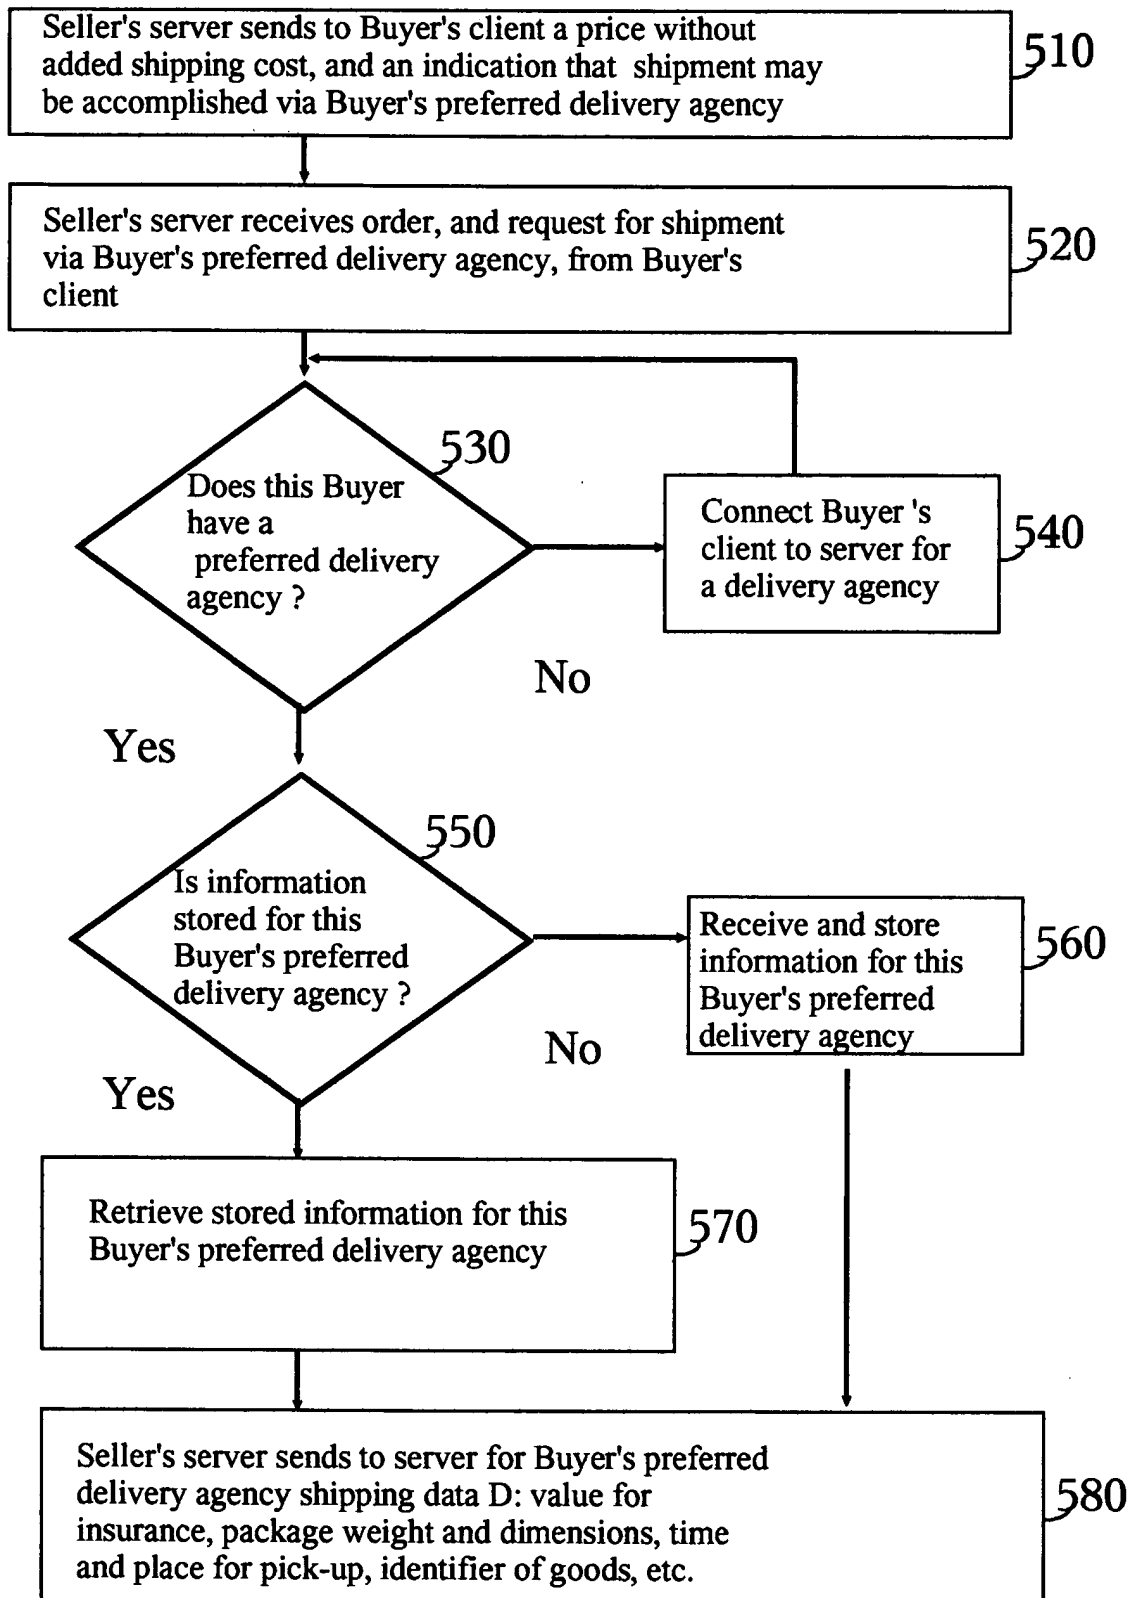 Seller's server sends to Buyer's client a price without
added shipping cost, and an indication that shipment may
be accomplished via Buyer's preferred delivery agency
510
Seller's server receives order, and request for shipment
via Buyer's preferred delivery agency, from Buyer's
client
520
530
Does this Buyer
have a
preferred delivery
agency ?
Connect Buyer 's
client to server for
a delivery agency
540
No
Yes
550
Is information
stored for this
Buyer's preferred
delivery agency ?
Receive and store
information for this
Buyer's preferred
delivery agency
560
No
Yes
Retrieve stored information for this
Buyer's preferred delivery agency
570
Seller's server sends to server for Buyer's preferred
delivery agency shipping data D: value for
insurance, package weight and dimensions, time
and place for pick-up, identifier of goods, etc.
580